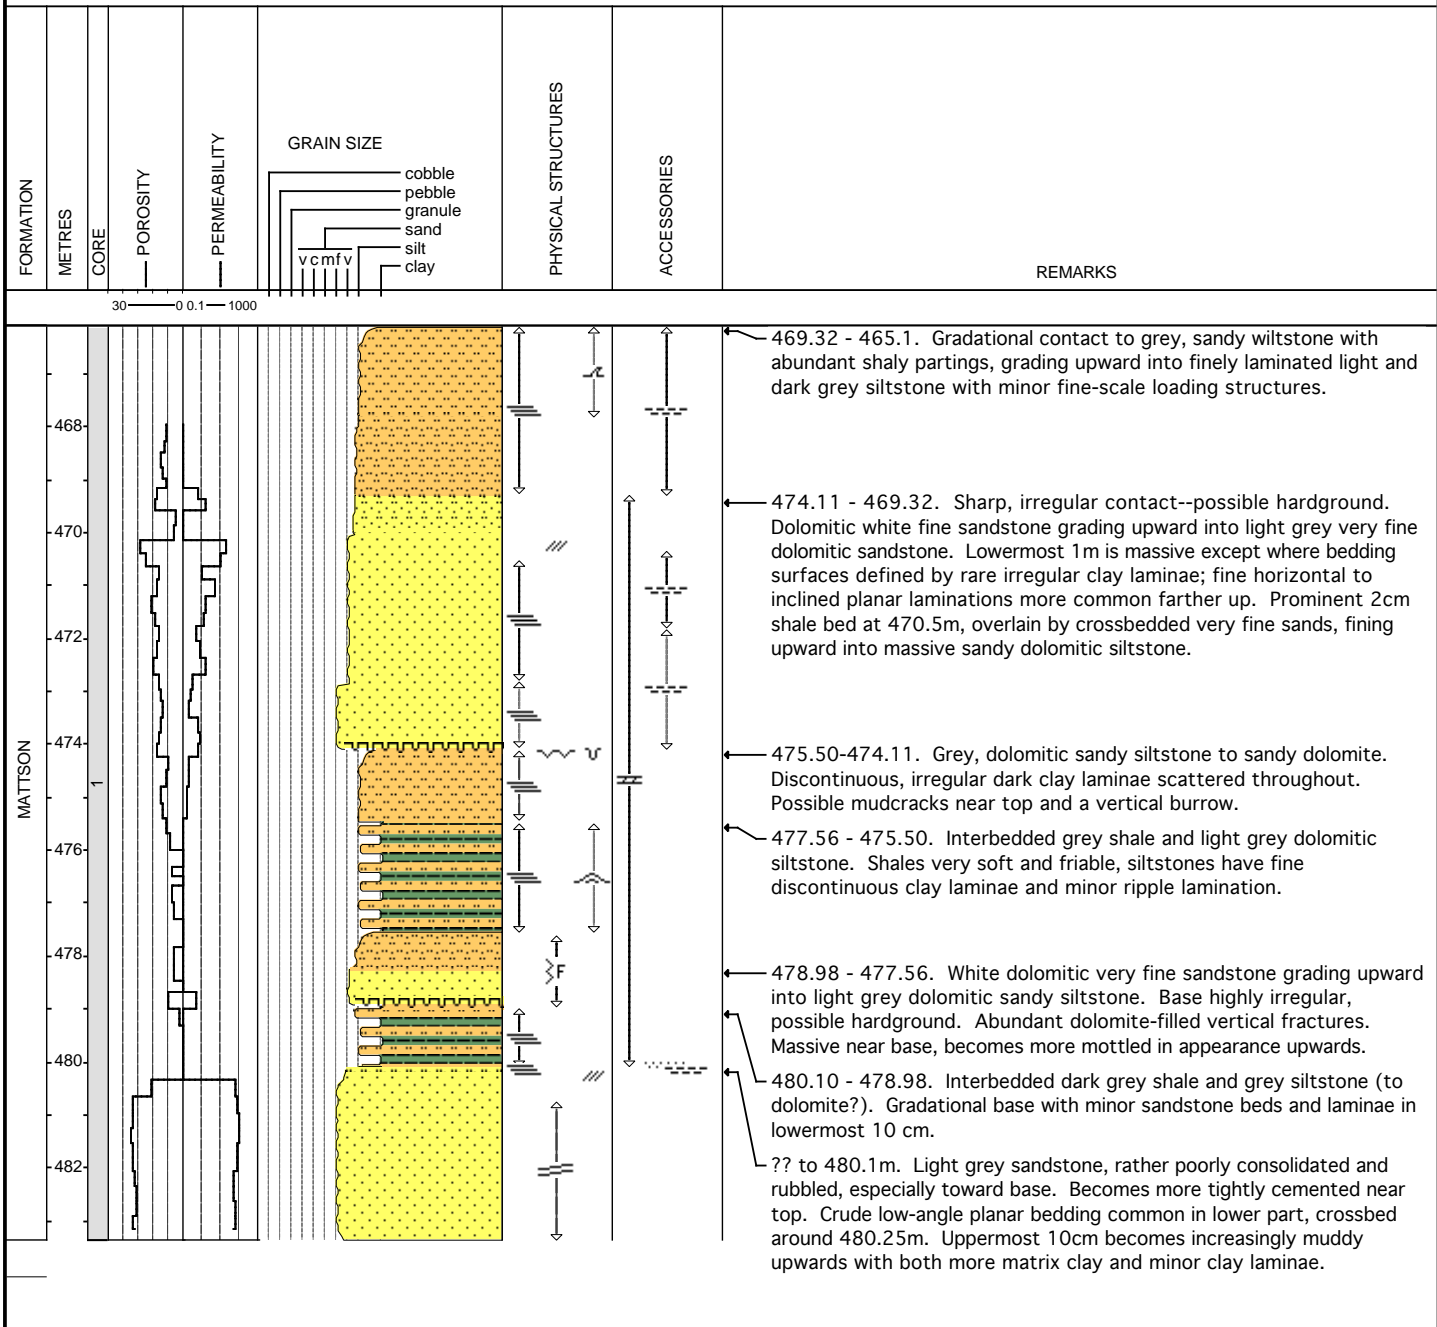 FORMATION
METRES
CORE
POROSITY
PERMEABILITY
GRAIN SIZE
cobble
pebble
granule
sand
silt
clay
v c m f v
PHYSICAL STRUCTURES
ACCESSORIES
REMARKS
30 0 0.1 1000
469.32 - 465.1. Gradational contact to grey, sandy wiltstone with
abundant shaly partings, grading upward into finely laminated light and
dark grey siltstone with minor fine-scale loading structures.
468
474.11 - 469.32. Sharp, irregular contact--possible hardground.
Dolomitic white fine sandstone grading upward into light grey very fine
dolomitic sandstone. Lowermost 1m is massive except where bedding
surfaces defined by rare irregular clay laminae; fine horizontal to
inclined planar laminations more common farther up. Prominent 2cm
shale bed at 470.5m, overlain by crossbedded very fine sands, fining
upward into massive sandy dolomitic siltstone.
470
472
474
MATTSON
1
475.50-474.11. Grey, dolomitic sandy siltstone to sandy dolomite.
Discontinuous, irregular dark clay laminae scattered throughout.
Possible mudcracks near top and a vertical burrow.
476
477.56 - 475.50. Interbedded grey shale and light grey dolomitic
siltstone. Shales very soft and friable, siltstones have fine
discontinuous clay laminae and minor ripple lamination.
478
F
478.98 - 477.56. White dolomitic very fine sandstone grading upward
into light grey dolomitic sandy siltstone. Base highly irregular,
possible hardground. Abundant dolomite-filled vertical fractures.
Massive near base, becomes more mottled in appearance upwards.
480
480.10 - 478.98. Interbedded dark grey shale and grey siltstone (to
dolomite?). Gradational base with minor sandstone beds and laminae in
lowermost 10 cm.
482
?? to 480.1m. Light grey sandstone, rather poorly consolidated and
rubbled, especially toward base. Becomes more tightly cemented near
top. Crude low-angle planar bedding common in lower part, crossbed
around 480.25m. Uppermost 10cm becomes increasingly muddy
upwards with both more matrix clay and minor clay laminae.